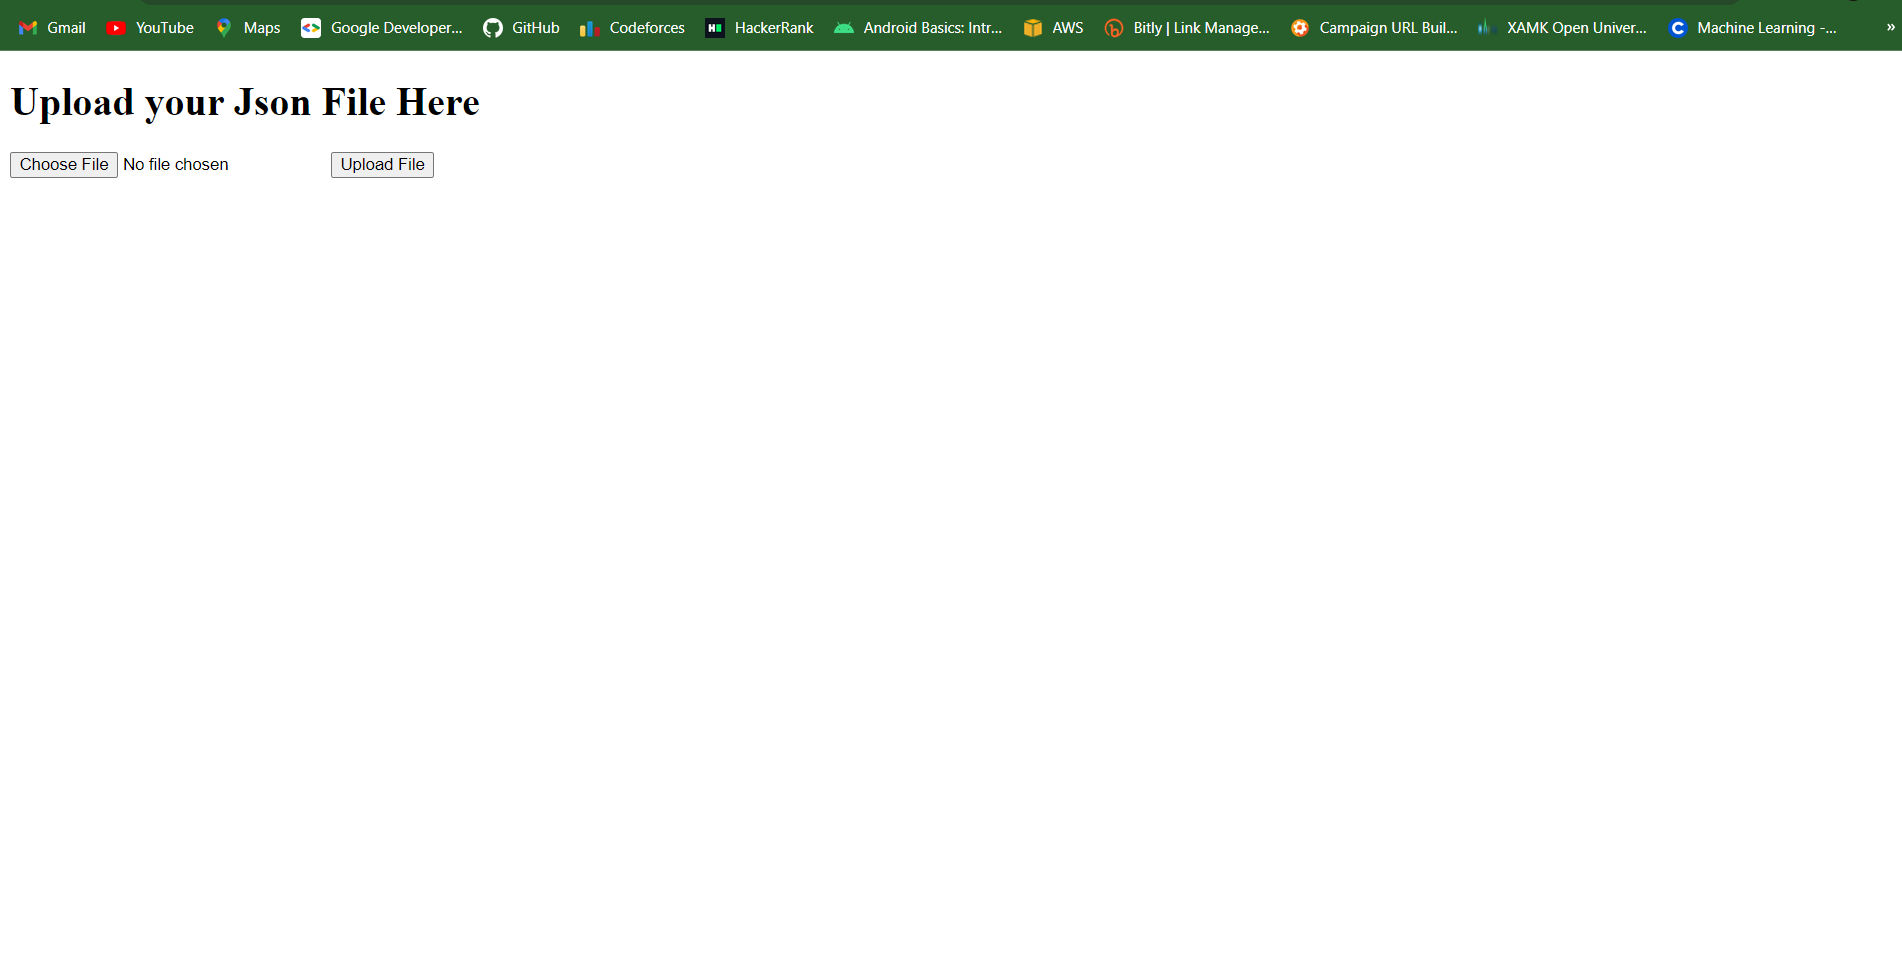 Gmail YouTube Maps Google Developer... GitHub Codeforces HackerRank Android Basics: Intr... AWS Bitly | Link Manage... Campaign URL Buil... XAMK Open Univer... Machine Learning -... »
Upload your Json File Here
Choose File No file chosen Upload File